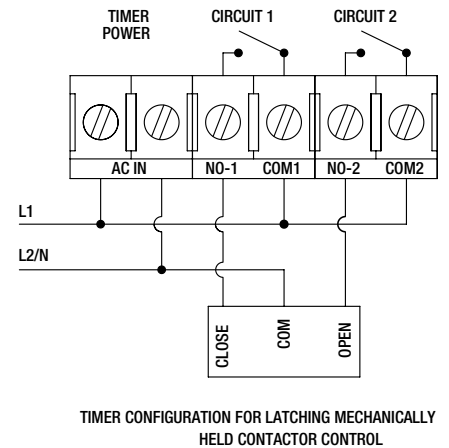 TIMER
POWER
CIRCUIT 1
CIRCUIT 2
AC IN
NO-1
COM1
NO-2
COM2
L1
L2/N
CLOSE
COM
OPEN
TIMER CONFIGURATION FOR LATCHING MECHANICALLY
HELD CONTACTOR CONTROL